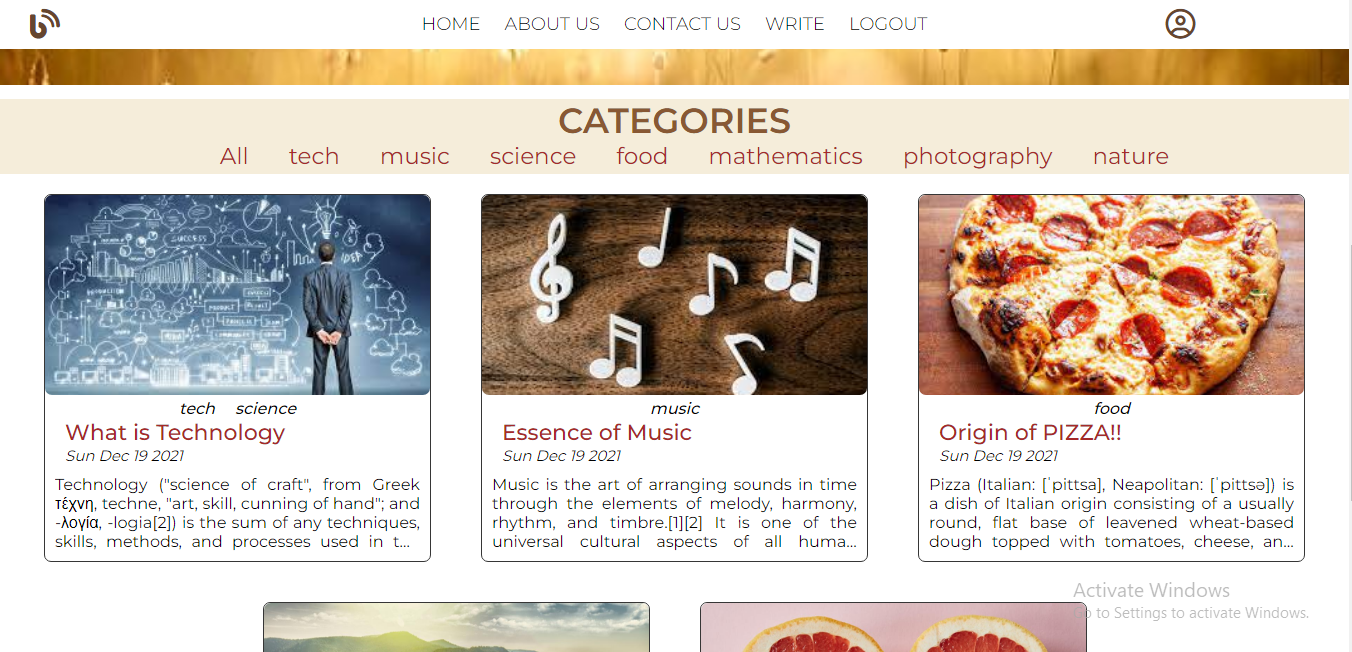 HOME ABOUT US CONTACT US WRITE LOGOUT
CATEGORIES
All tech music science food mathematics photography nature
SUCCESS
IDEA
tech science
What is Technology
Sun Dec 19 2021
Technology ("science of craft", from Greek
τέχνη, techne, "art, skill, cunning of hand"; and
-λογία, -logia[2]) is the sum of any techniques,
skills, methods, and processes used in t...
music
Essence of Music
Sun Dec 19 2021
Music is the art of arranging sounds in time
through the elements of melody, harmony,
rhythm, and timbre.[1][2] It is one of the
universal cultural aspects of all huma...
food
Origin of PIZZA!!
Sun Dec 19 2021
Pizza (Italian: [ˈpittsa], Neapolitan: [ˈpittsə]) is
a dish of Italian origin consisting of a usually
round, flat base of leavened wheat-based
dough topped with tomatoes, cheese, an...
Activate Windows
Go to Settings to activate Windows.